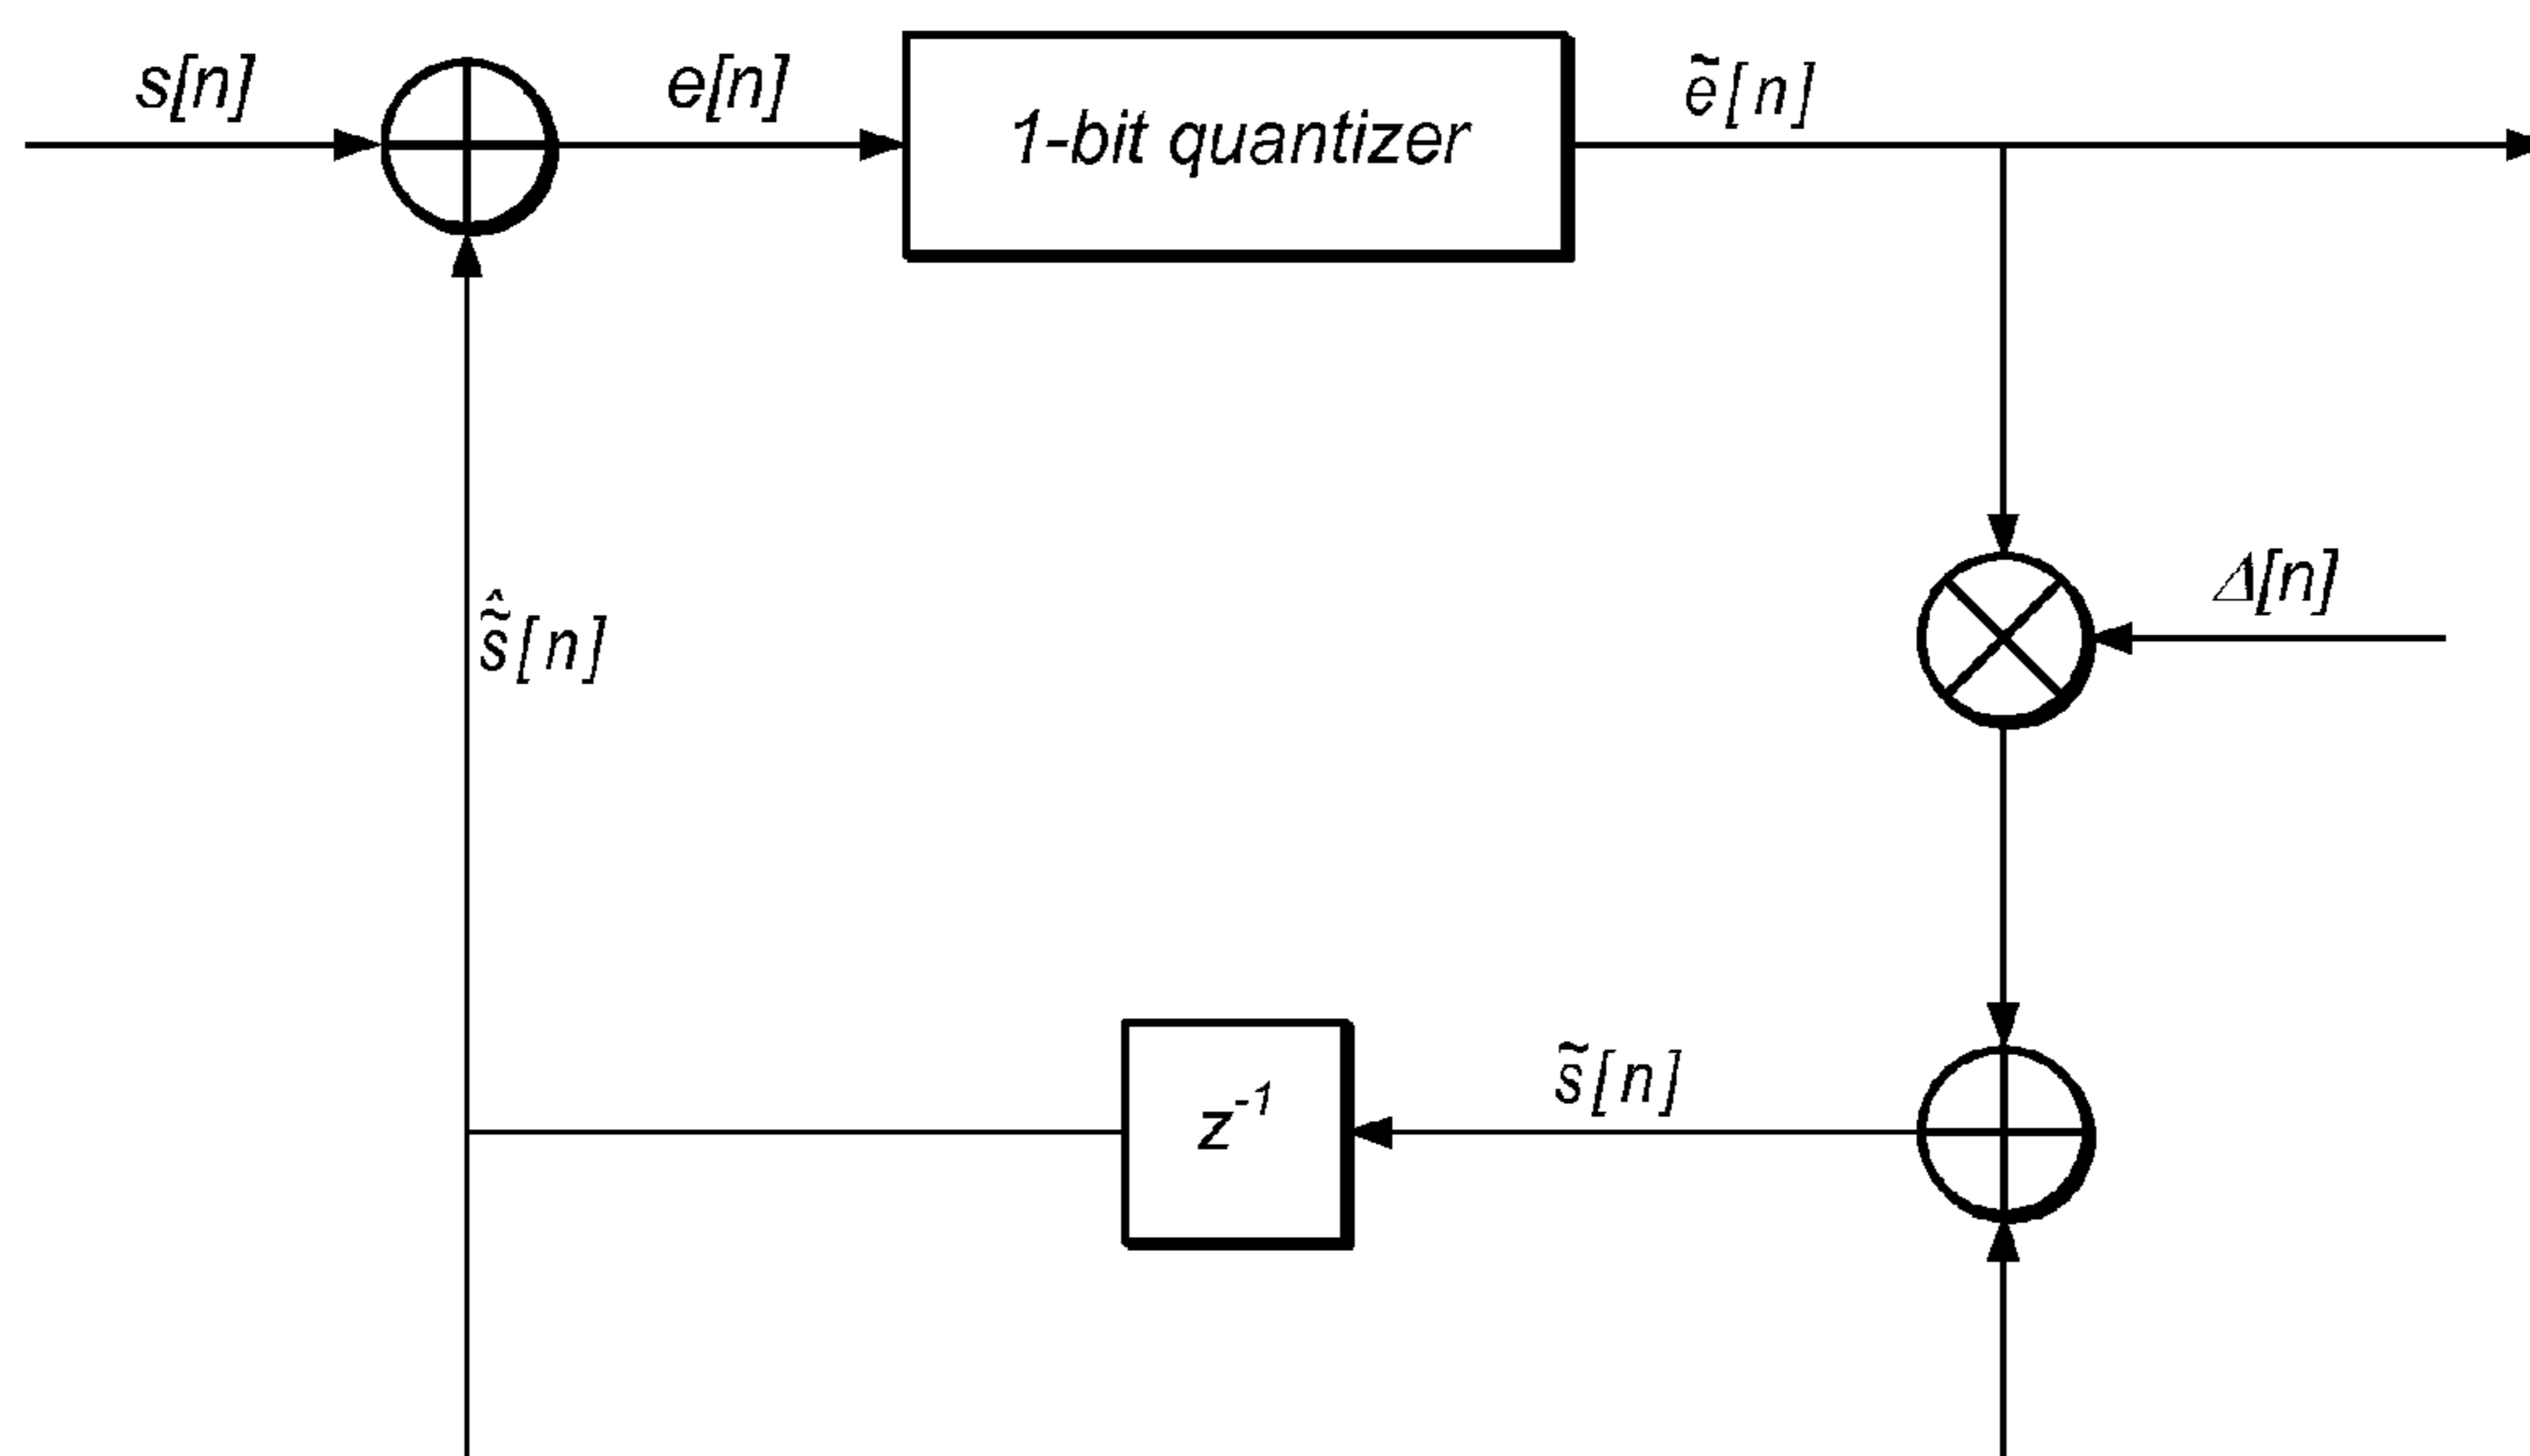 s[n]
e[n]
1-bit quantizer
ẽ[n]
Δ[n]
s̃̂[n]
s̃[n]
z⁻¹